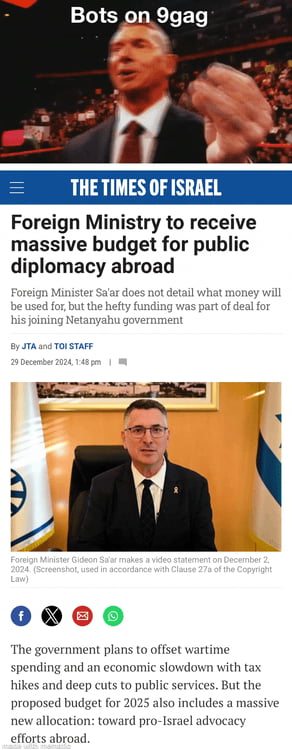 Bots on 9gag
THE TIMES OF ISRAEL
Foreign Ministry to receive
massive budget for public
diplomacy abroad
Foreign Minister Sa'ar does not detail what money will
be used for, but the hefty funding was part of deal for
his joining Netanyahu government
By JTA and TOI STAFF
29 December 2024, 1:48 pm |
Foreign Minister Gideon Sa'ar makes a video statement on December 2,
2024. (Screenshot, used in accordance with Clause 27a of the Copyright
Law)
The government plans to offset wartime
spending and an economic slowdown with tax
hikes and deep cuts to public services. But the
proposed budget for 2025 also includes a massive
new allocation: toward pro-Israel advocacy
efforts abroad.
made with mematic